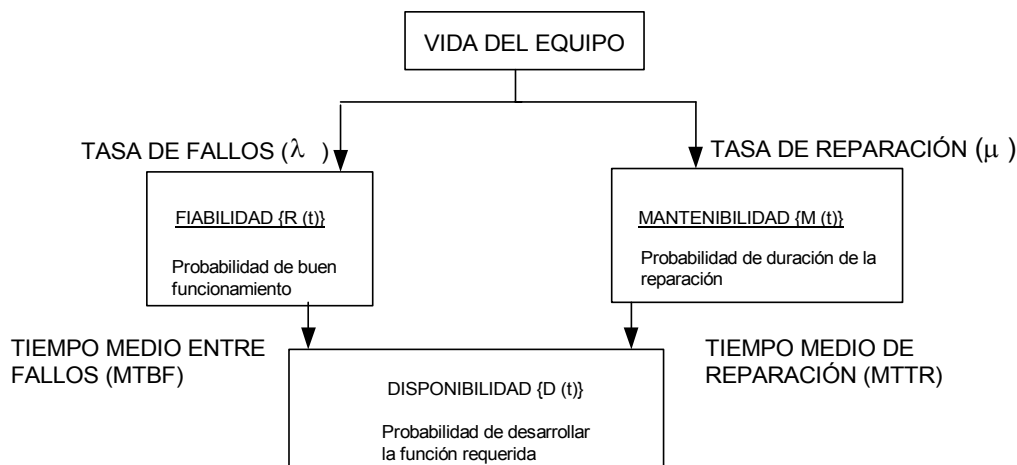 VIDA DEL EQUIPO
TASA DE FALLOS (λ )
TASA DE REPARACIÓN (μ )
FIABILIDAD {R (t)}
Probabilidad de buen
funcionamiento
MANTENIBILIDAD {M (t)}
Probabilidad de duración de la
reparación
TIEMPO MEDIO ENTRE
FALLOS (MTBF)
TIEMPO MEDIO DE
REPARACIÓN (MTTR)
DISPONIBILIDAD {D (t)}
Probabilidad de desarrollar
la función requerida